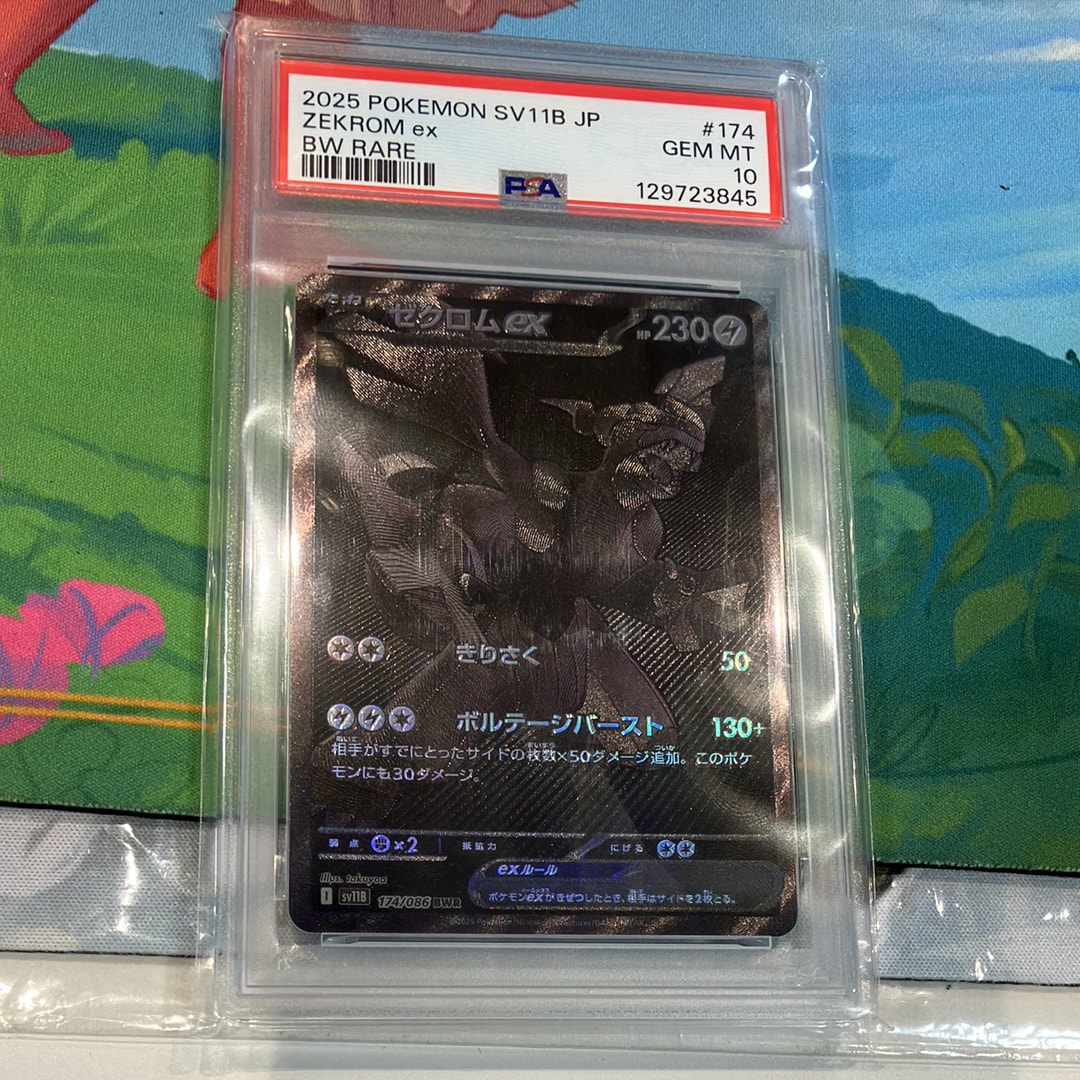 2025 POKEMON SV11B JP
#174
ZEKROM ex
GEM MT
BW RARE
10
PSA
129723845
たね
ゼクロムex
HP230
きりさく
50
ボルテージバースト
130+
相手がすでにとったサイドの枚数×50ダメージ追加。このポケ
モンにも30ダメージ。
弱点 ×2 抵抗力 にげる
exルール
ポケモンexがきぜつしたとき、相手はサイドを2枚とる。
Illus. takuyoa
I sv11B 174/086 BWR